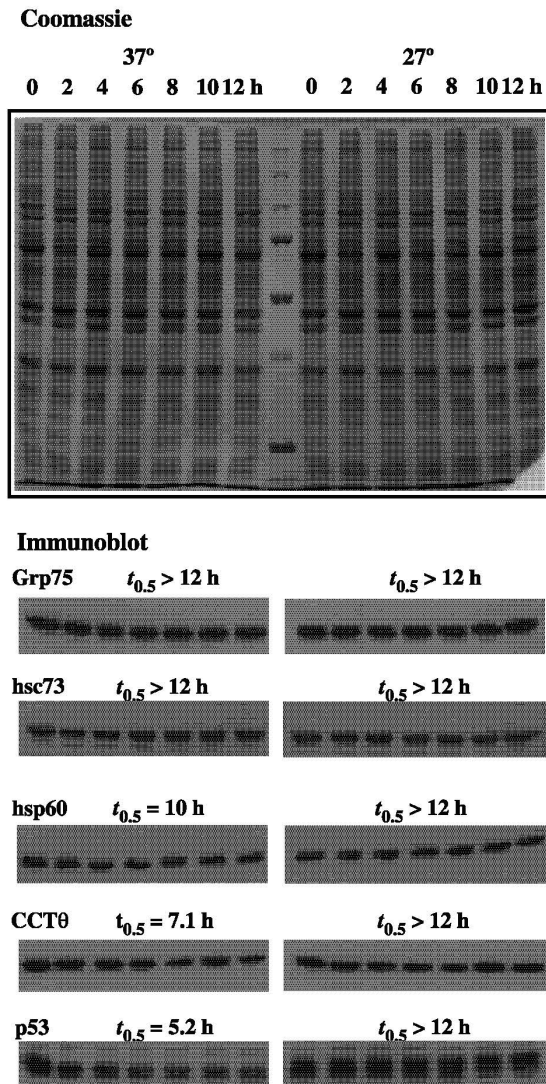 Coomassie
37º 27º
0 2 4 6 8 10 12 h 0 2 4 6 8 10 12 h
Immunoblot
Grp75 t0.5 > 12 h t0.5 > 12 h
hsc73 t0.5 > 12 h t0.5 > 12 h
hsp60 t0.5 = 10 h t0.5 > 12 h
CCTθ t0.5 = 7.1 h t0.5 > 12 h
p53 t0.5 = 5.2 h t0.5 > 12 h